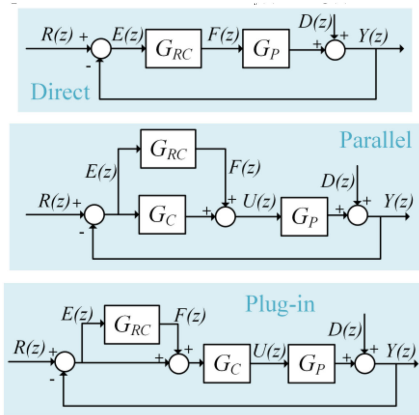 D(z)
R(z) + E(z) G_RC F(z) G_P + + Y(z)
-
Direct
G_RC Parallel
E(z) F(z)
D(z)
R(z) + G_C + + U(z) G_P + + Y(z)
-
Plug-in
E(z) G_RC F(z)
D(z)
R(z) + + + G_C U(z) G_P + + Y(z)
-